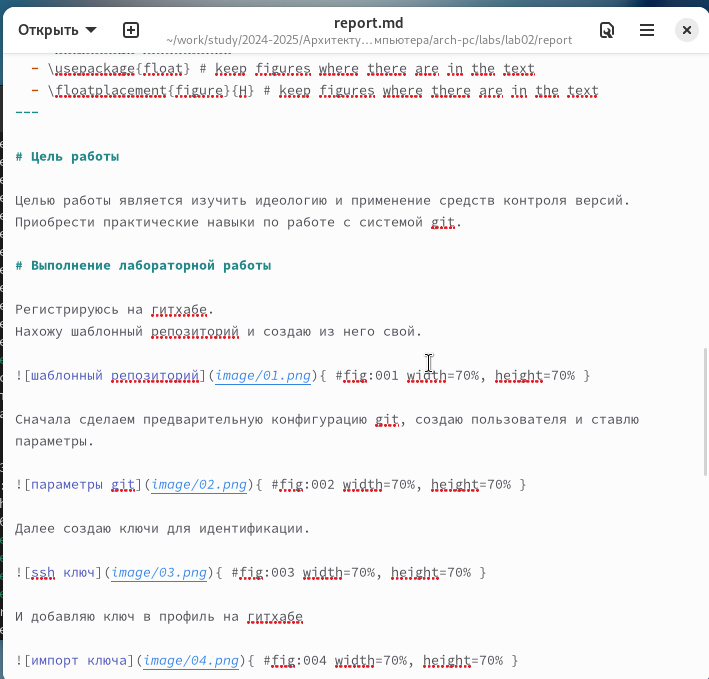 Открыть
report.md
~/work/study/2024-2025/Архитекту…мпьютера/arch-pc/labs/lab02/report
- \usepackage{float} # keep figures where there are in the text
- \floatplacement{figure}{H} # keep figures where there are in the text
---
# Цель работы
Целью работы является изучить идеологию и применение средств контроля версий.
Приобрести практические навыки по работе с системой git.
# Выполнение лабораторной работы
Регистрируюсь на гитхабе.
Нахожу шаблонный репозиторий и создаю из него свой.
![шаблонный репозиторий](image/01.png){ #fig:001 width=70%, height=70% }
Сначала сделаем предварительную конфигурацию git, создаю пользователя и ставлю
параметры.
![параметры git](image/02.png){ #fig:002 width=70%, height=70% }
Далее создаю ключи для идентификации.
![ssh ключ](image/03.png){ #fig:003 width=70%, height=70% }
И добавляю ключ в профиль на гитхабе
![импорт ключа](image/04.png){ #fig:004 width=70%, height=70% }